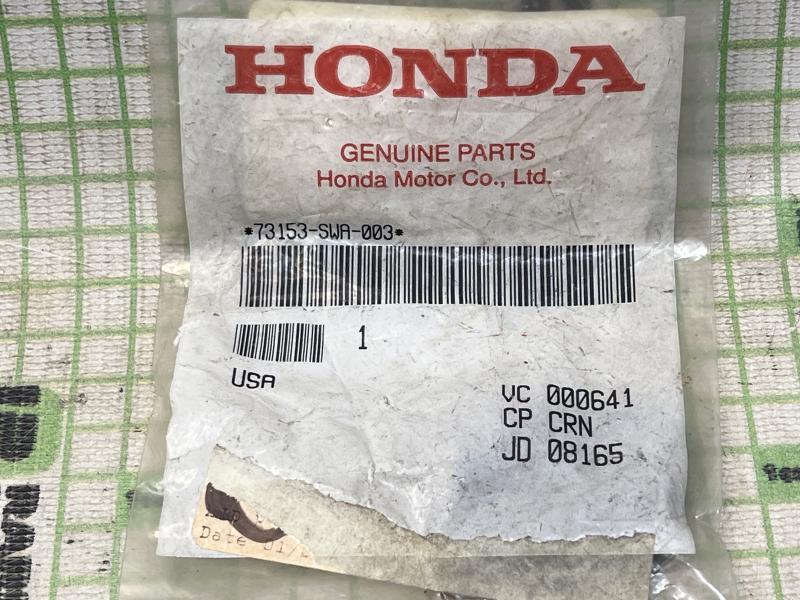 HONDA
GENUINE PARTS
Honda Motor Co., Ltd.
*73153-SWA-003*
1
USA
VC 000641
CP CRN
JD 08165
Date 01/